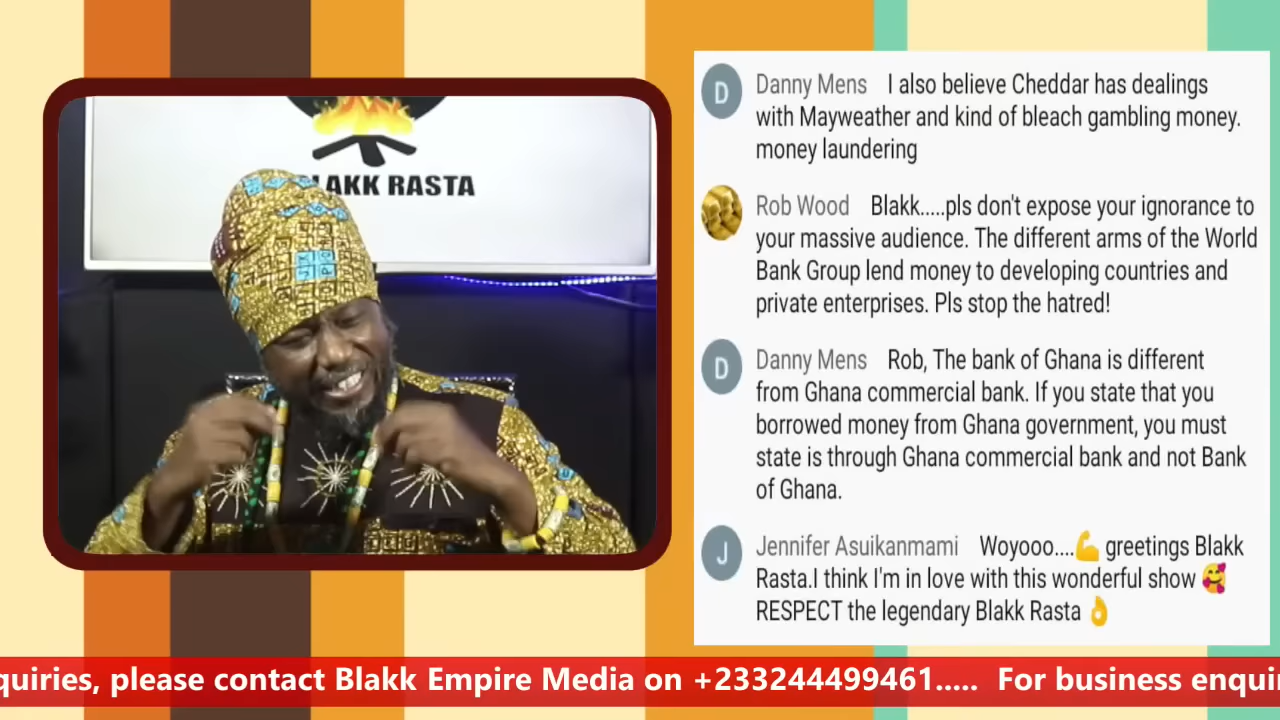 BLAKK RASTA
D Danny Mens I also believe Cheddar has dealings
with Mayweather and kind of bleach gambling money.
money laundering
Rob Wood Blakk.....pls don't expose your ignorance to
your massive audience. The different arms of the World
Bank Group lend money to developing countries and
private enterprises. Pls stop the hatred!
D Danny Mens Rob, The bank of Ghana is different
from Ghana commercial bank. If you state that you
borrowed money from Ghana government, you must
state is through Ghana commercial bank and not Bank
of Ghana.
J Jennifer Asuikanmami Woyooo....💪 greetings Blakk
Rasta.I think I'm in love with this wonderful show 🥰
RESPECT the legendary Blakk Rasta 👌
quiries, please contact Blakk Empire Media on +233244499461..... For business enquir